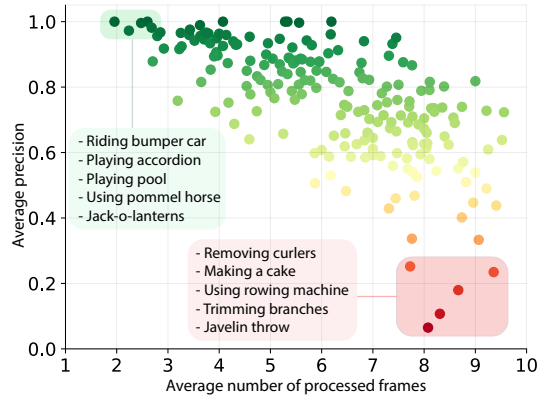 1.0
0.8
0.6
0.4
0.2
0.0
Average precision
- Riding bumper car
- Playing accordion
- Playing pool
- Using pommel horse
- Jack-o-lanterns
- Removing curlers
- Making a cake
- Using rowing machine
- Trimming branches
- Javelin throw
1 2 3 4 5 6 7 8 9 10
Average number of processed frames